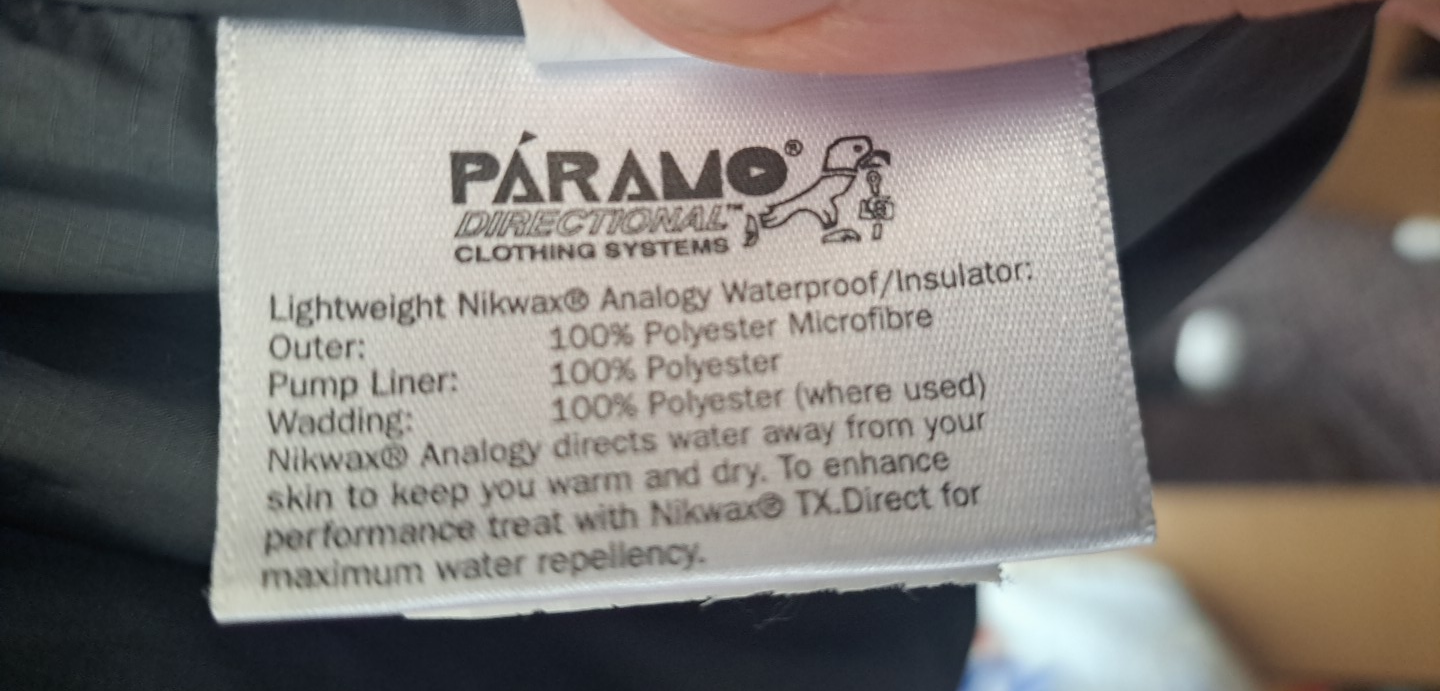 PÁRAMO®
DIRECTIONAL™
CLOTHING SYSTEMS
Lightweight Nikwax® Analogy Waterproof/Insulator:
Outer: 100% Polyester Microfibre
Pump Liner: 100% Polyester
Wadding: 100% Polyester (where used)
Nikwax® Analogy directs water away from your
skin to keep you warm and dry. To enhance
performance treat with Nikwax® TX.Direct for
maximum water repellency.